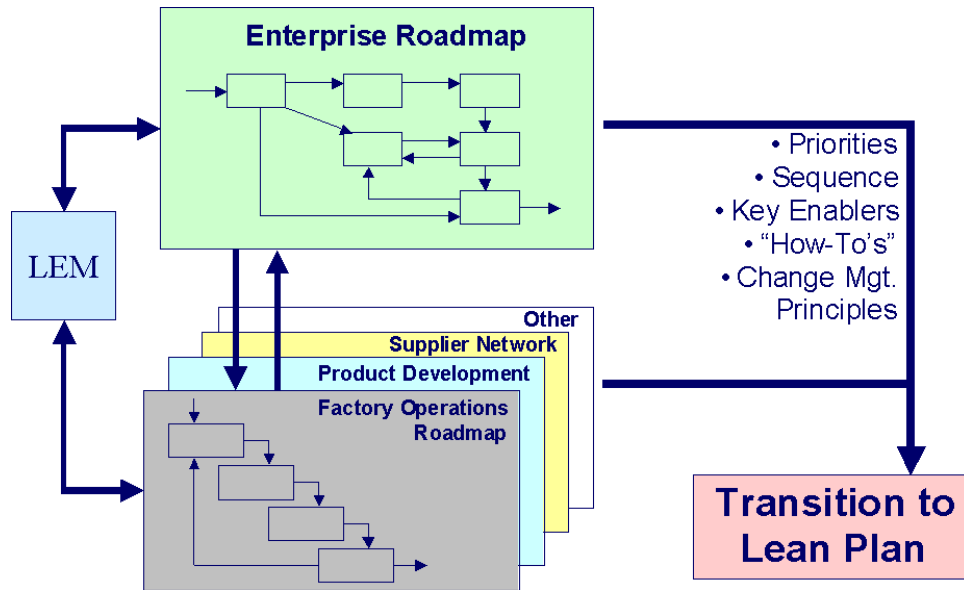 Enterprise Roadmap
• Priorities
• Sequence
• Key Enablers
• “How-To’s”
• Change Mgt.
Principles
LEM
Other
Supplier Network
Product Development
Factory Operations
Roadmap
Transition to
Lean Plan